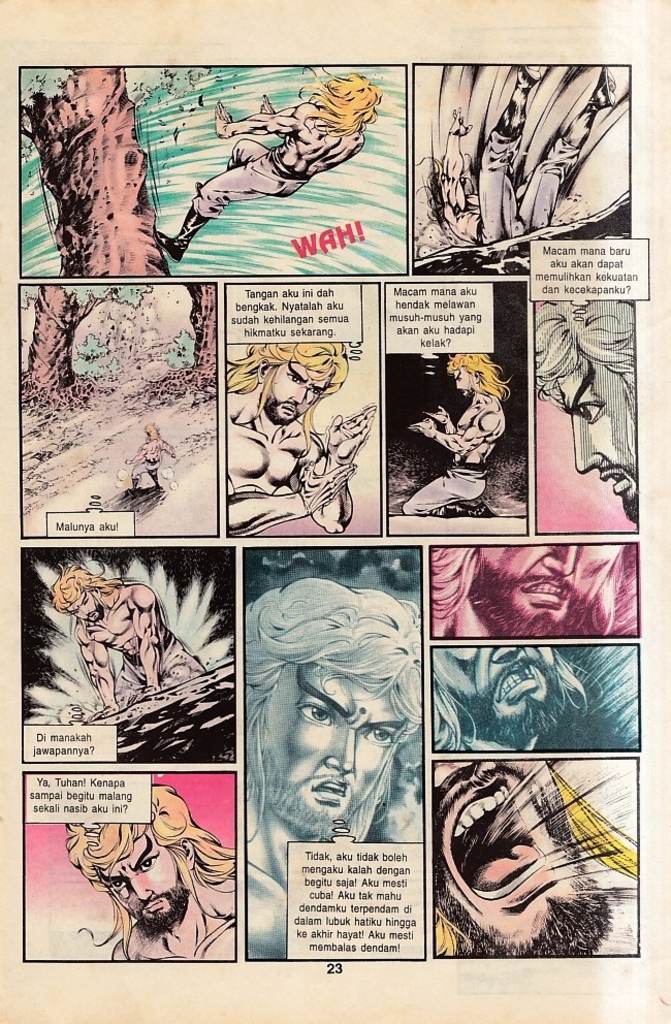 WAH!
Macam mana baru
aku akan dapat
memulihkan kekuatan
dan kecekapanku?
Malunya aku!
Tangan aku ini dah
bengkak. Nyatalah aku
sudah kehilangan semua
hikmatku sekarang.
Macam mana aku
hendak melawan
musuh-musuh yang
akan aku hadapi
kelak?
Di manakah
jawapannya?
Ya, Tuhan! Kenapa
sampai begitu malang
sekali nasib aku ini?
Tidak, aku tidak boleh
mengaku kalah dengan
begitu saja! Aku mesti
cuba! Aku tak mahu
dendamku terpendam di
dalam lubuk hatiku hingga
ke akhir hayat! Aku mesti
membalas dendam!
23